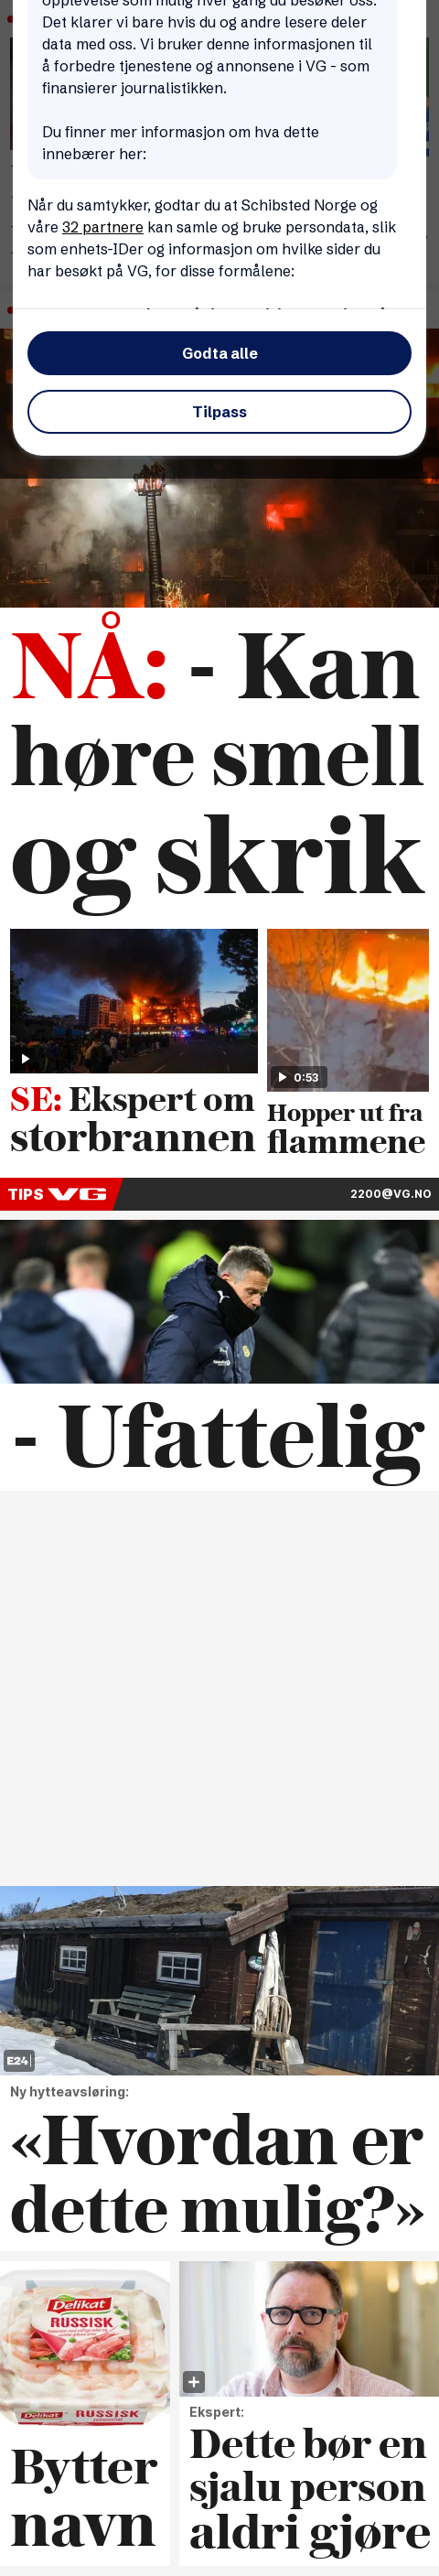 opplevelse som mulig hver gang du besøker oss.
Det klarer vi bare hvis du og andre lesere deler
data med oss. Vi bruker denne informasjonen til
å forbedre tjenestene og annonsene i VG - som
finansierer journalistikken.
Du finner mer informasjon om hva dette
innebærer her:
Når du samtykker, godtar du at Schibsted Norge og
våre 32 partnere kan samle og bruke persondata, slik
som enhets-IDer og informasjon om hvilke sider du
har besøkt på VG, for disse formålene:
Godta alle
Tilpass
NÅ: - Kan
høre smell
og skrik
SE: Ekspert om
storbrannen
0:53
Hopper ut fra
flammene
TIPS VG
2200@VG.NO
- Ufattelig
E24
Ny hytteavsløring:
«Hvordan er
dette mulig?»
Delikat
RUSSISK
Delikat RUSSISK
Bytter
navn
Ekspert:
Dette bør en
sjalu person
aldri gjøre